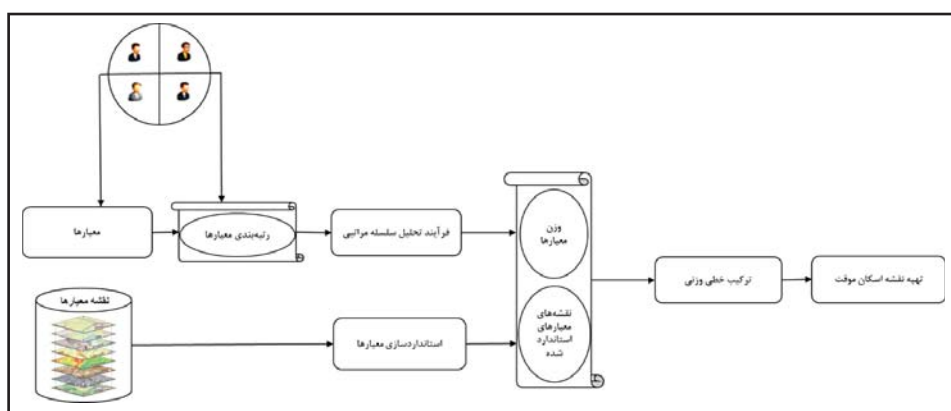 معیارها
رتبه‌بندی معیارها
فرآیند تحلیل سلسله مراتبی
وزن
معیارها
نقشه معیارها
استانداردسازی معیارها
نقشه‌های
معیارهای
استاندارد
شده
ترکیب خطی وزنی
تهیه نقشه اسکان موقت